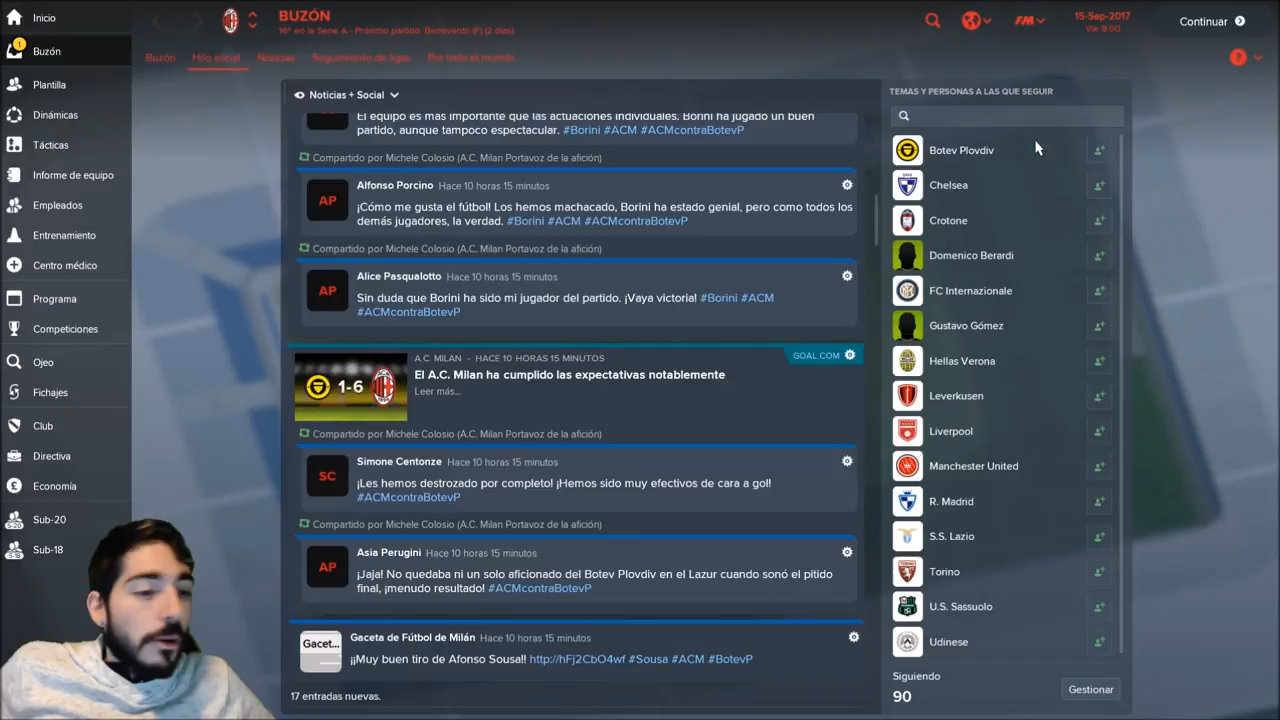 Inicio
BUZÓN
16º en la Serie A - Próximo partido: Benevento (F) (2 días)
FM
15-Sep-2017
Vie 8:00
Continuar
1
Buzón
Buzón
Hilo social
Noticias
Seguimiento de ligas
Por todo el mundo
?
Plantilla
Dinámicas
Tácticas
Informe de equipo
Empleados
Entrenamiento
Centro médico
Programa
Competiciones
Ojeo
Fichajes
Club
Directiva
Economía
Sub-20
Sub-18
Noticias + Social
El equipo es más importante que las actuaciones individuales. Borini ha jugado un buen
partido, aunque tampoco espectacular. #Borini #ACM #ACMcontraBotevP
Compartido por Michele Colosio (A.C. Milan Portavoz de la afición)
AP
Alfonso Porcino Hace 10 horas 15 minutos
¡Cómo me gusta el fútbol! Los hemos machacado, Borini ha estado genial, pero como todos los
demás jugadores, la verdad. #Borini #ACM #ACMcontraBotevP
Compartido por Michele Colosio (A.C. Milan Portavoz de la afición)
AP
Alice Pasqualotto Hace 10 horas 15 minutos
Sin duda que Borini ha sido mi jugador del partido. ¡Vaya victoria! #Borini #ACM
#ACMcontraBotevP
1-6
A.C. MILAN - HACE 10 HORAS 15 MINUTOS
GOAL.COM
El A.C. Milan ha cumplido las expectativas notablemente
Leer más...
Compartido por Michele Colosio (A.C. Milan Portavoz de la afición)
SC
Simone Centonze Hace 10 horas 15 minutos
¡Les hemos destrozado por completo! ¡Hemos sido muy efectivos de cara a gol!
#ACMcontraBotevP
Compartido por Michele Colosio (A.C. Milan Portavoz de la afición)
AP
Asia Perugini Hace 10 horas 15 minutos
¡Jaja! No quedaba ni un solo aficionado del Botev Plovdiv en el Lazur cuando sonó el pitido
final, ¡menudo resultado! #ACMcontraBotevP
Gacet...
Gaceta de Fútbol de Milán Hace 10 horas 15 minutos
¡¡Muy buen tiro de Afonso Sousa!! http://hFj2CbO4wf #Sousa #ACM #BotevP
17 entradas nuevas.
TEMAS Y PERSONAS A LAS QUE SEGUIR
Botev Plovdiv
Chelsea
Crotone
Domenico Berardi
FC Internazionale
Gustavo Gómez
Hellas Verona
Leverkusen
Liverpool
Manchester United
R. Madrid
S.S. Lazio
Torino
U.S. Sassuolo
Udinese
Siguiendo
90
Gestionar